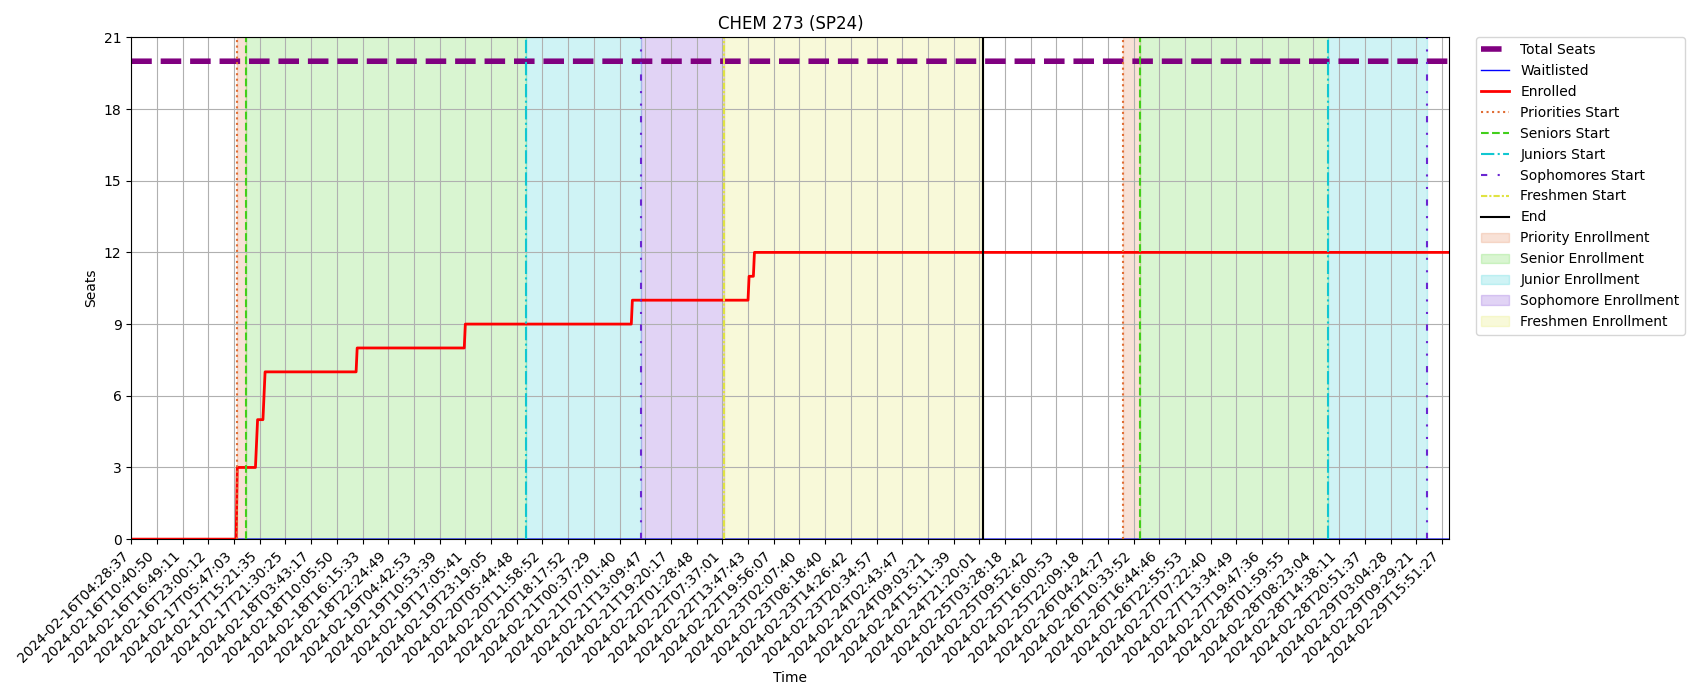 CHEM 273 (SP24)
Seats
21
18
15
12
9
6
3
0
2024-02-16T04:28:37
2024-02-16T10:40:50
2024-02-16T16:49:11
2024-02-16T23:00:12
2024-02-17T05:47:03
2024-02-17T15:21:35
2024-02-17T21:30:25
2024-02-18T03:43:17
2024-02-18T10:05:50
2024-02-18T16:15:33
2024-02-18T22:24:49
2024-02-19T04:42:53
2024-02-19T10:53:39
2024-02-19T17:05:41
2024-02-19T23:19:05
2024-02-20T05:44:48
2024-02-20T11:58:52
2024-02-20T18:17:52
2024-02-21T00:37:29
2024-02-21T07:01:40
2024-02-21T13:09:47
2024-02-21T19:20:17
2024-02-22T01:28:48
2024-02-22T07:37:01
2024-02-22T13:47:43
2024-02-22T19:56:07
2024-02-23T02:07:40
2024-02-23T08:18:40
2024-02-23T14:26:42
2024-02-23T20:34:57
2024-02-24T02:43:47
2024-02-24T09:03:21
2024-02-24T15:11:39
2024-02-24T21:20:01
2024-02-25T03:28:18
2024-02-25T09:52:42
2024-02-25T16:00:53
2024-02-25T22:09:18
2024-02-26T04:24:27
2024-02-26T10:33:52
2024-02-26T16:44:46
2024-02-26T22:55:53
2024-02-27T07:22:40
2024-02-27T13:34:49
2024-02-27T19:47:36
2024-02-28T01:59:55
2024-02-28T08:23:04
2024-02-28T14:38:11
2024-02-28T20:51:37
2024-02-29T03:04:28
2024-02-29T09:29:21
2024-02-29T15:51:27
Time
Total Seats
Waitlisted
Enrolled
Priorities Start
Seniors Start
Juniors Start
Sophomores Start
Freshmen Start
End
Priority Enrollment
Senior Enrollment
Junior Enrollment
Sophomore Enrollment
Freshmen Enrollment